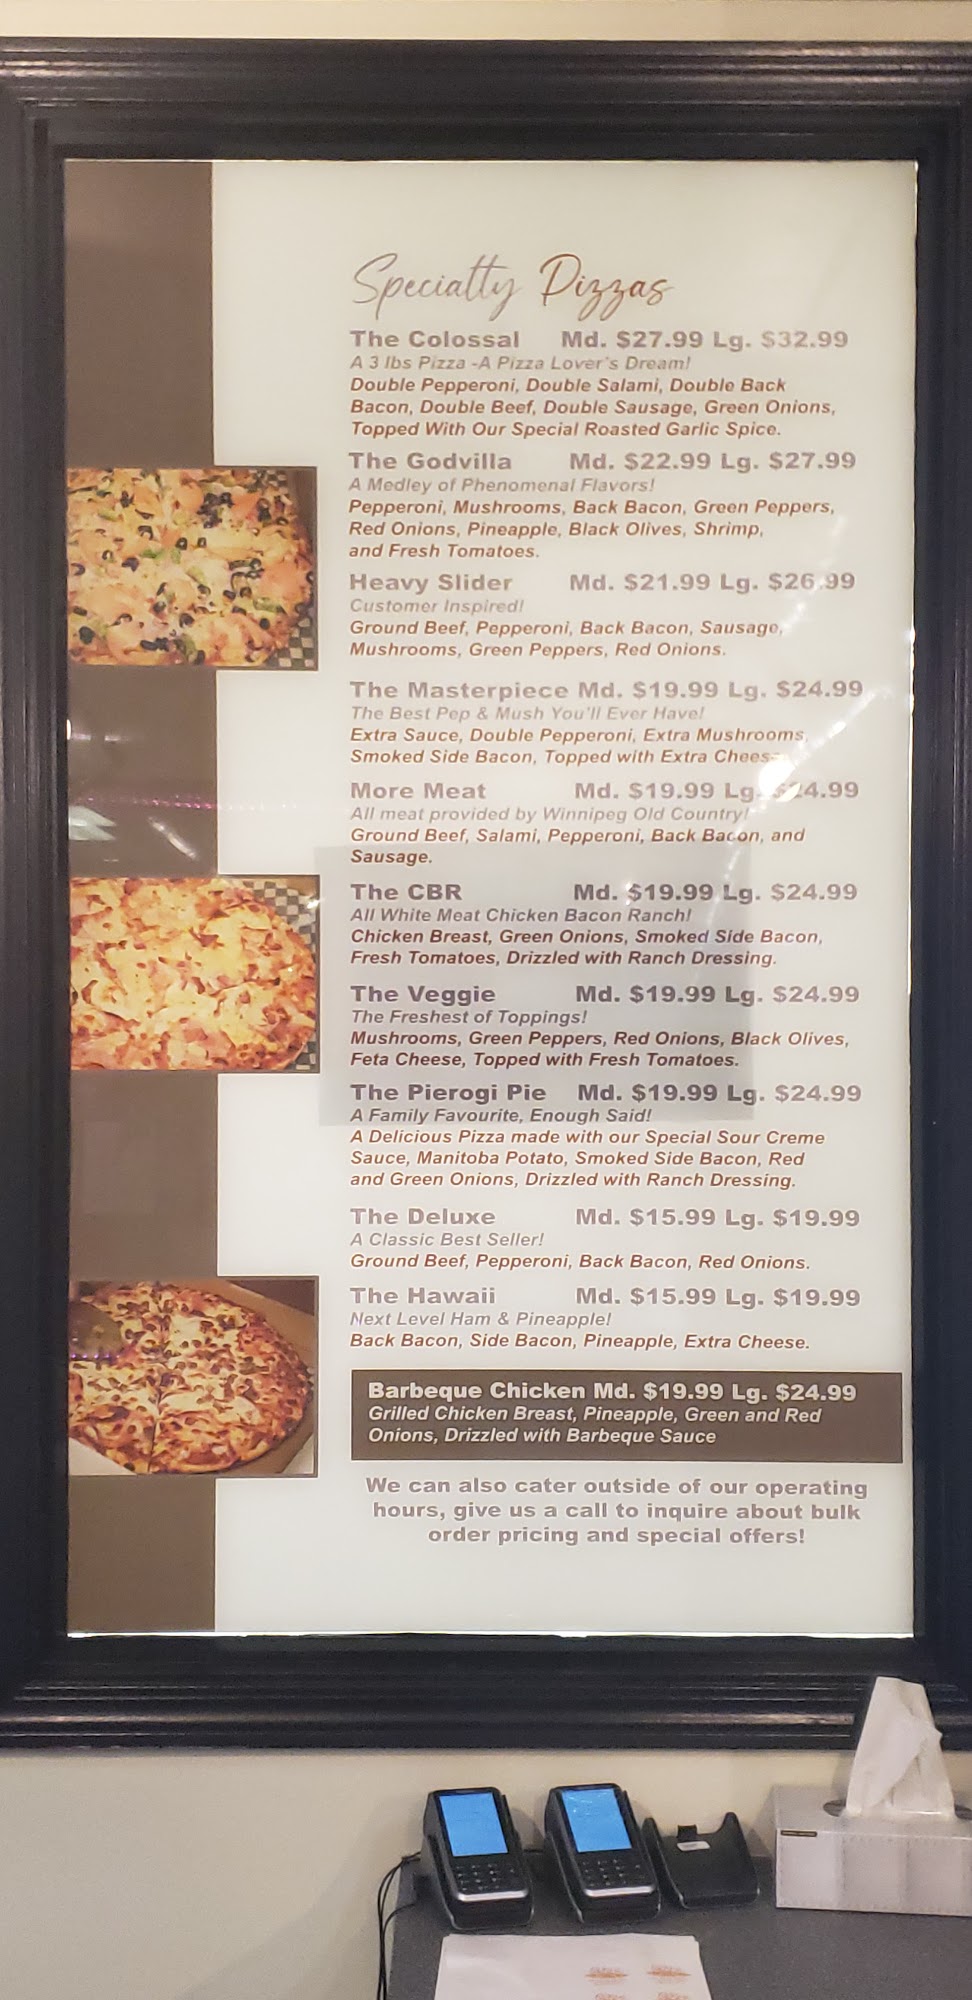 Specialty Pizzas
The Colossal Md. $27.99 Lg. $32.99
A 3 lbs Pizza -A Pizza Lover's Dream!
Double Pepperoni, Double Salami, Double Back
Bacon, Double Beef, Double Sausage, Green Onions,
Topped With Our Special Roasted Garlic Spice.
The Godvilla Md. $22.99 Lg. $27.99
A Medley of Phenomenal Flavors!
Pepperoni, Mushrooms, Back Bacon, Green Peppers,
Red Onions, Pineapple, Black Olives, Shrimp,
and Fresh Tomatoes.
Heavy Slider Md. $21.99 Lg. $26.99
Customer Inspired!
Ground Beef, Pepperoni, Back Bacon, Sausage,
Mushrooms, Green Peppers, Red Onions.
The Masterpiece Md. $19.99 Lg. $24.99
The Best Pep & Mush You'll Ever Have!
Extra Sauce, Double Pepperoni, Extra Mushrooms,
Smoked Side Bacon, Topped with Extra Cheese
More Meat Md. $19.99 Lg. $24.99
All meat provided by Winnipeg Old Country!
Ground Beef, Salami, Pepperoni, Back Bacon, and
Sausage.
The CBR Md. $19.99 Lg. $24.99
All White Meat Chicken Bacon Ranch!
Chicken Breast, Green Onions, Smoked Side Bacon,
Fresh Tomatoes, Drizzled with Ranch Dressing.
The Veggie Md. $19.99 Lg. $24.99
The Freshest of Toppings!
Mushrooms, Green Peppers, Red Onions, Black Olives,
Feta Cheese, Topped with Fresh Tomatoes.
The Pierogi Pie Md. $19.99 Lg. $24.99
A Family Favourite, Enough Said!
A Delicious Pizza made with our Special Sour Creme
Sauce, Manitoba Potato, Smoked Side Bacon, Red
and Green Onions, Drizzled with Ranch Dressing.
The Deluxe Md. $15.99 Lg. $19.99
A Classic Best Seller!
Ground Beef, Pepperoni, Back Bacon, Red Onions.
The Hawaii Md. $15.99 Lg. $19.99
Next Level Ham & Pineapple!
Back Bacon, Side Bacon, Pineapple, Extra Cheese.
Barbeque Chicken Md. $19.99 Lg. $24.99
Grilled Chicken Breast, Pineapple, Green and Red
Onions, Drizzled with Barbeque Sauce
We can also cater outside of our operating
hours, give us a call to inquire about bulk
order pricing and special offers!